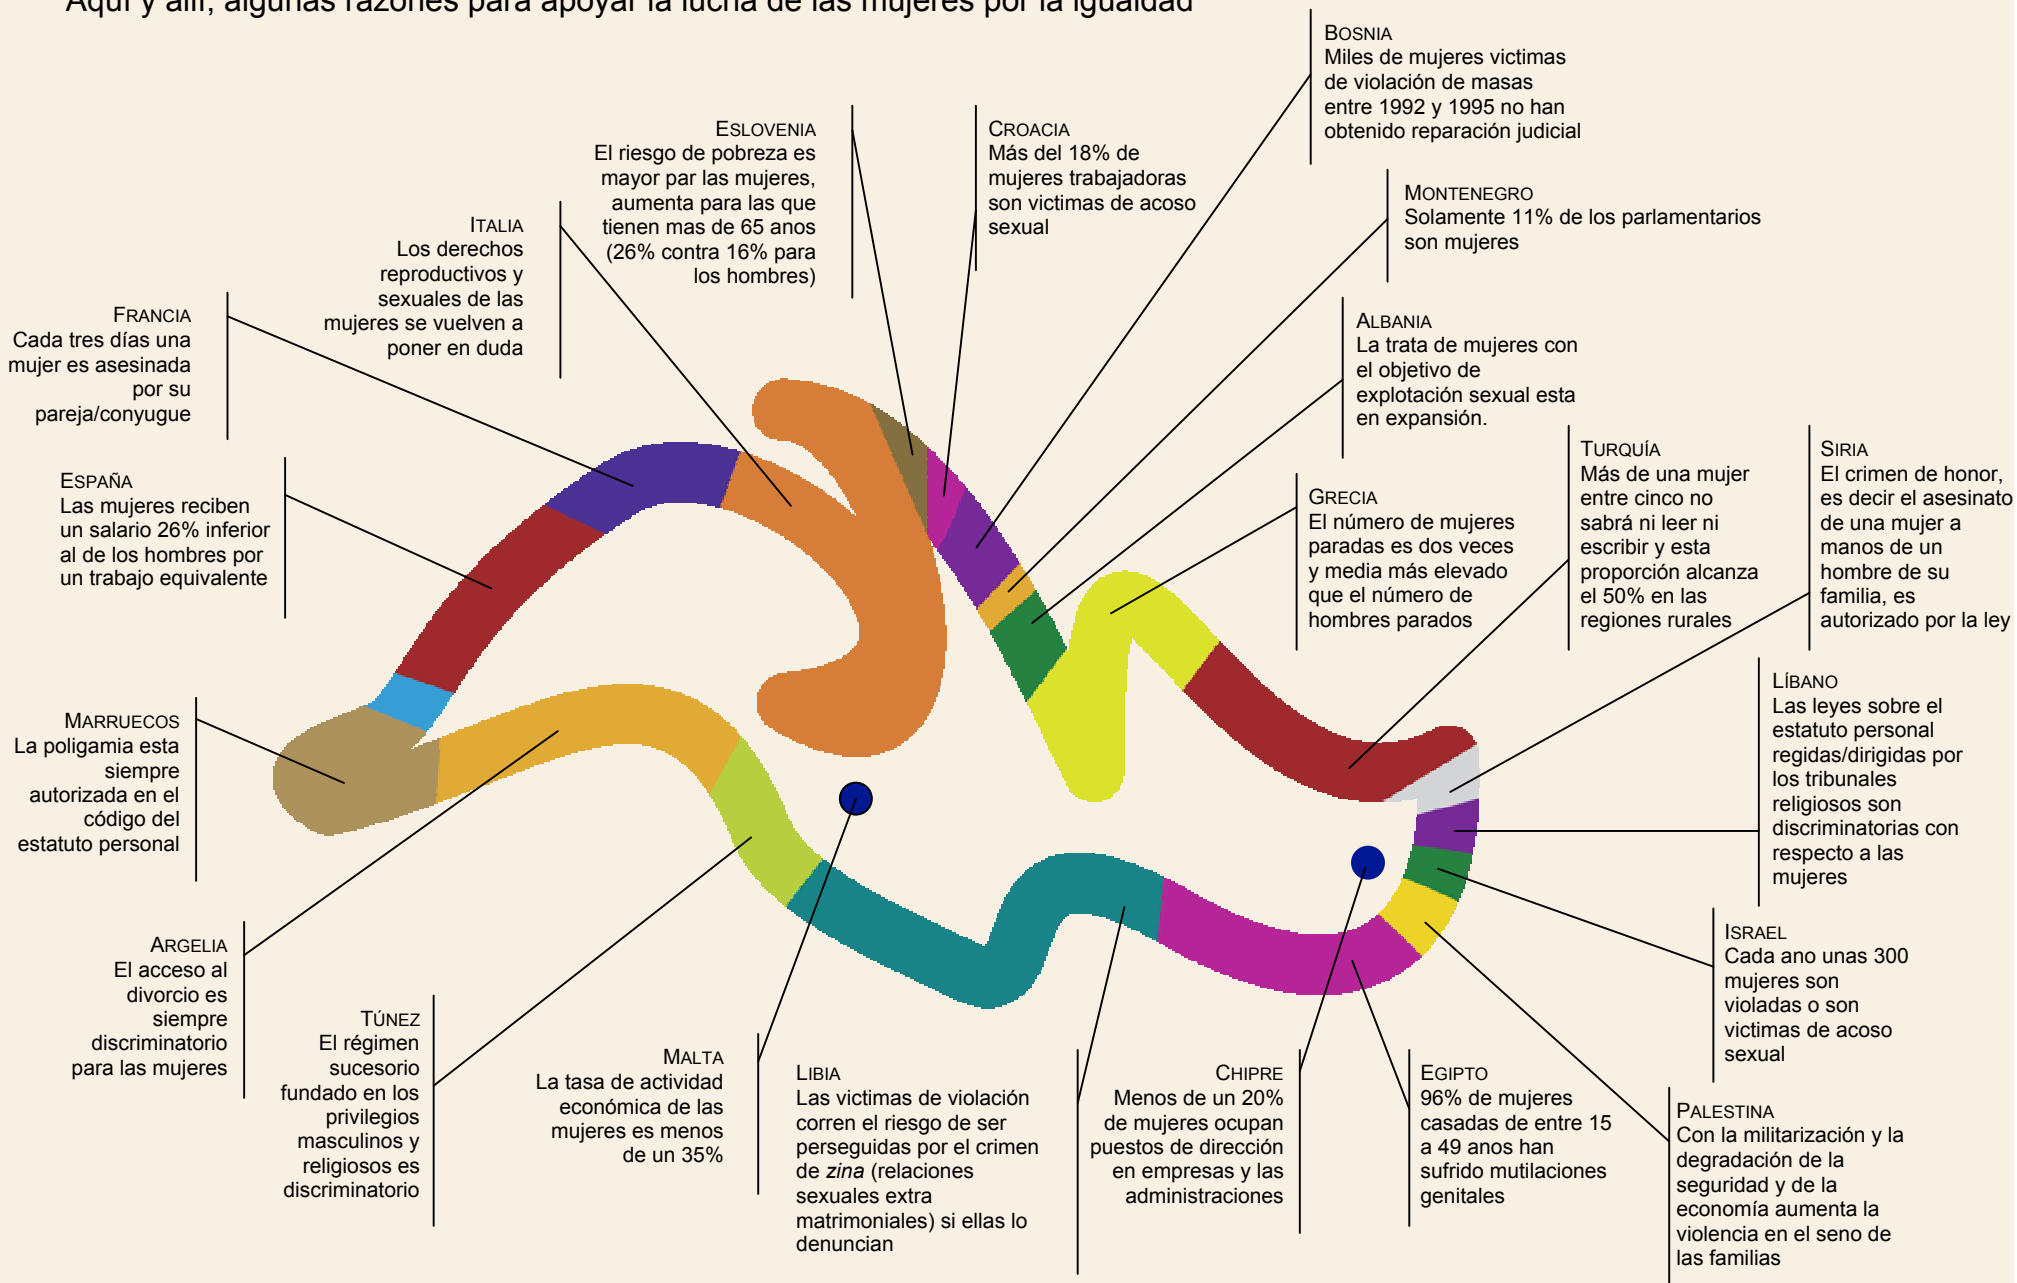 Aquí y allí, algunas razones para apoyar la lucha de las mujeres por la igualdad
BOSNIA
Miles de mujeres victimas
de violación de masas
entre 1992 y 1995 no han
obtenido reparación judicial
ESLOVENIA
El riesgo de pobreza es
mayor par las mujeres,
aumenta para las que
tienen mas de 65 anos
(26% contra 16% para
los hombres)
CROACIA
Más del 18% de
mujeres trabajadoras
son victimas de acoso
sexual
MONTENEGRO
Solamente 11% de los parlamentarios
son mujeres
ITALIA
Los derechos
reproductivos y
sexuales de las
mujeres se vuelven a
poner en duda
FRANCIA
Cada tres días una
mujer es asesinada
por su
pareja/conyugue
ALBANIA
La trata de mujeres con
el objetivo de
explotación sexual esta
en expansión.
ESPAÑA
Las mujeres reciben
un salario 26% inferior
al de los hombres por
un trabajo equivalente
GRECIA
El número de mujeres
paradas es dos veces
y media más elevado
que el número de
hombres parados
TURQUÍA
Más de una mujer
entre cinco no
sabrá ni leer ni
escribir y esta
proporción alcanza
el 50% en las
regiones rurales
SIRIA
El crimen de honor,
es decir el asesinato
de una mujer a
manos de un
hombre de su
familia, es
autorizado por la ley
MARRUECOS
La poligamia esta
siempre
autorizada en el
código del
estatuto personal
LÍBANO
Las leyes sobre el
estatuto personal
regidas/dirigidas por
los tribunales
religiosos son
discriminatorias con
respecto a las
mujeres
ARGELIA
El acceso al
divorcio es
siempre
discriminatorio
para las mujeres
ISRAEL
Cada ano unas 300
mujeres son
violadas o son
victimas de acoso
sexual
TÚNEZ
El régimen
sucesorio
fundado en los
privilegios
masculinos y
religiosos es
discriminatorio
MALTA
La tasa de actividad
económica de las
mujeres es menos
de un 35%
LIBIA
Las victimas de violación
corren el riesgo de ser
perseguidas por el crimen
de zina (relaciones
sexuales extra
matrimoniales) si ellas lo
denuncian
CHIPRE
Menos de un 20%
de mujeres ocupan
puestos de dirección
en empresas y las
administraciones
EGIPTO
96% de mujeres
casadas de entre 15
a 49 anos han
sufrido mutilaciones
genitales
PALESTINA
Con la militarización y la
degradación de la
seguridad y de la
economía aumenta la
violencia en el seno de
las familias